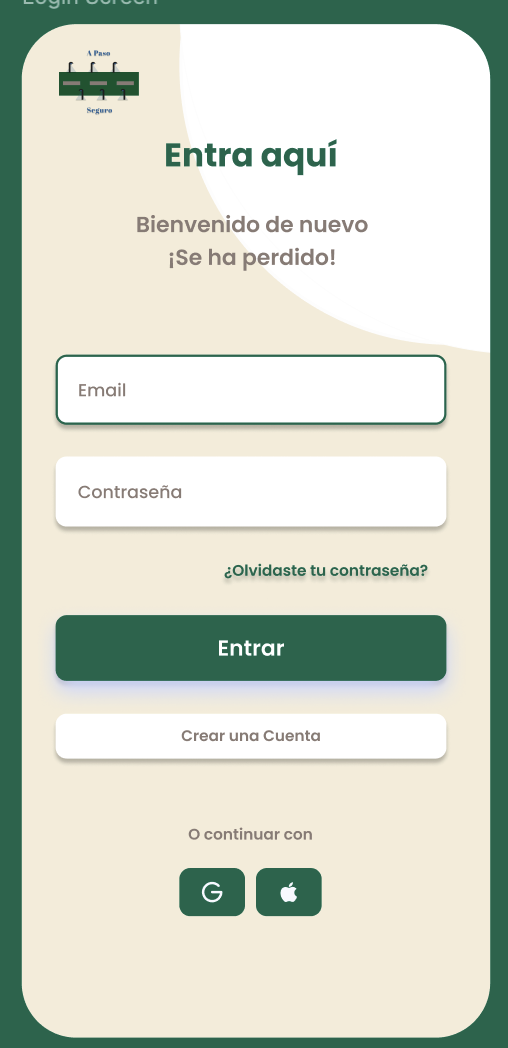 Login Screen
A Paso
Seguro
Entra aquí
Bienvenido de nuevo
¡Se ha perdido!
Email
Contraseña
¿Olvidaste tu contraseña?
Entrar
Crear una Cuenta
O continuar con
G